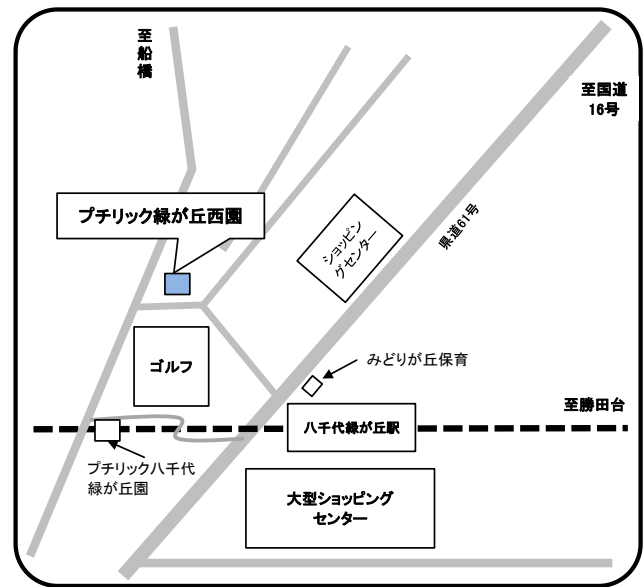 至船橋
至国道
16号
プチリック緑が丘西園
ショッピン
グセンター
県道61号
ゴルフ
みどりが丘保育
至勝田台
八千代緑が丘駅
プチリック八千代
緑が丘園
大型ショッピング
センター